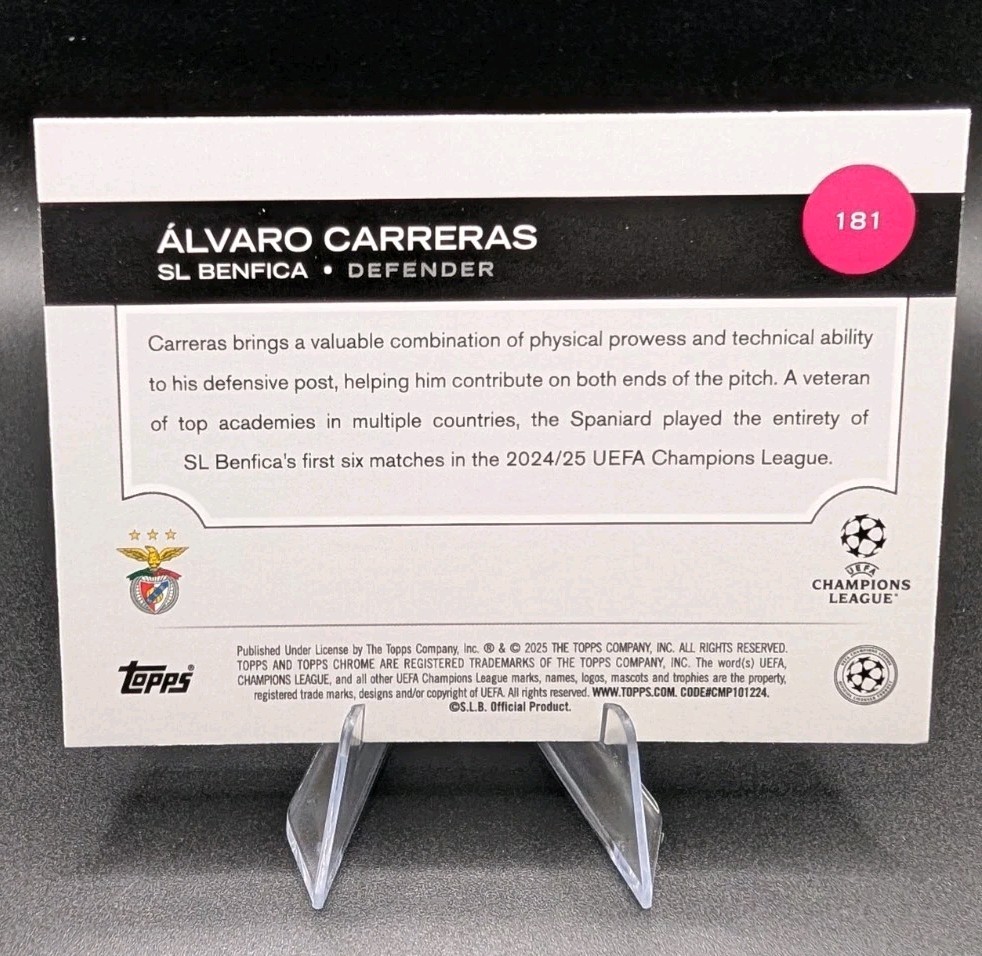 ÁLVARO CARRERAS
SL BENFICA • DEFENDER
181
Carreras brings a valuable combination of physical prowess and technical ability
to his defensive post, helping him contribute on both ends of the pitch. A veteran
of top academies in multiple countries, the Spaniard played the entirety of
SL Benfica's first six matches in the 2024/25 UEFA Champions League.
UEFA
CHAMPIONS
LEAGUE
topps®
Published Under License by The Topps Company, Inc. ® & © 2025 THE TOPPS COMPANY, INC. ALL RIGHTS RESERVED.
TOPPS AND TOPPS CHROME ARE REGISTERED TRADEMARKS OF THE TOPPS COMPANY, INC. The word(s) UEFA,
CHAMPIONS LEAGUE, and all other UEFA Champions League marks, names, logos, mascots and trophies are the property,
registered trade marks, designs and/or copyright of UEFA. All rights reserved. WWW.TOPPS.COM. CODE#CMP101224.
©S.L.B. Official Product.